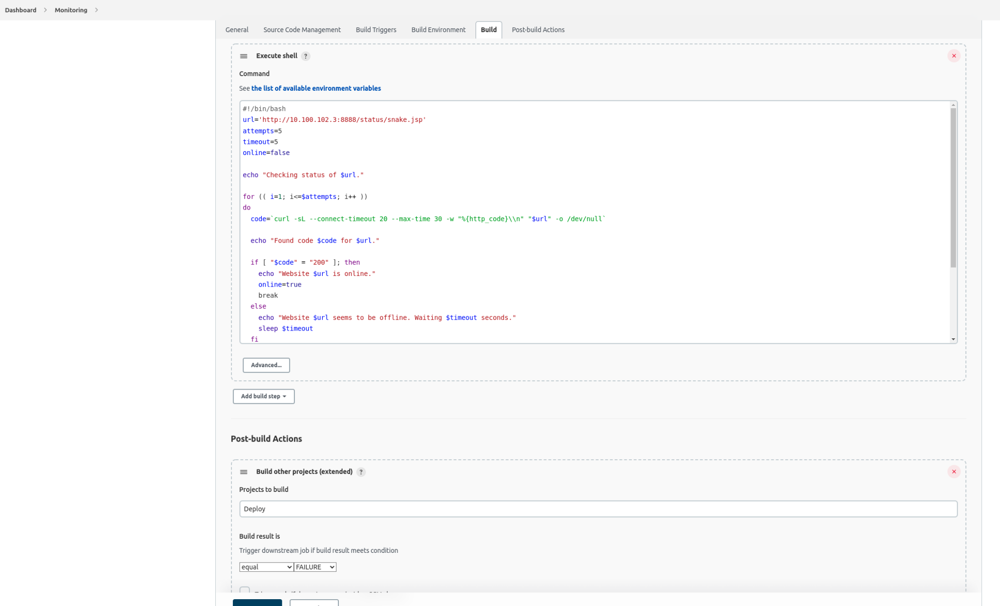 Dashboard > Monitoring >
General Source Code Management Build Triggers Build Environment Build Post-build Actions
Execute shell ?
Command
See the list of available environment variables
#!/bin/bash
url='http://10.100.102.3:8888/status/snake.jsp'
attempts=5
timeout=5
online=false
echo "Checking status of $url."
for (( i=1; i<=$attempts; i++ ))
do
code=`curl -sL --connect-timeout 20 --max-time 30 -w "%{http_code}\\n" "$url" -o /dev/null`
echo "Found code $code for $url."
if [ "$code" = "200" ]; then
echo "Website $url is online."
online=true
break
else
echo "Website $url seems to be offline. Waiting $timeout seconds."
sleep $timeout
fi
Advanced...
Add build step
Post-build Actions
Build other projects (extended) ?
Projects to build
Deploy
Build result is
Trigger downstream job if build result meets condition
equal FAILURE